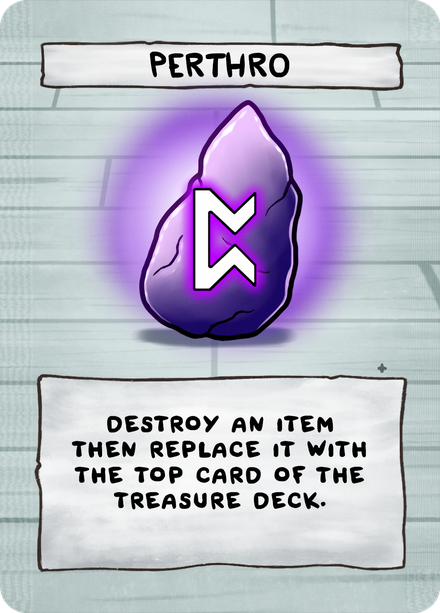 PERTHRO
DESTROY AN ITEM
THEN REPLACE IT WITH
THE TOP CARD OF THE
TREASURE DECK.